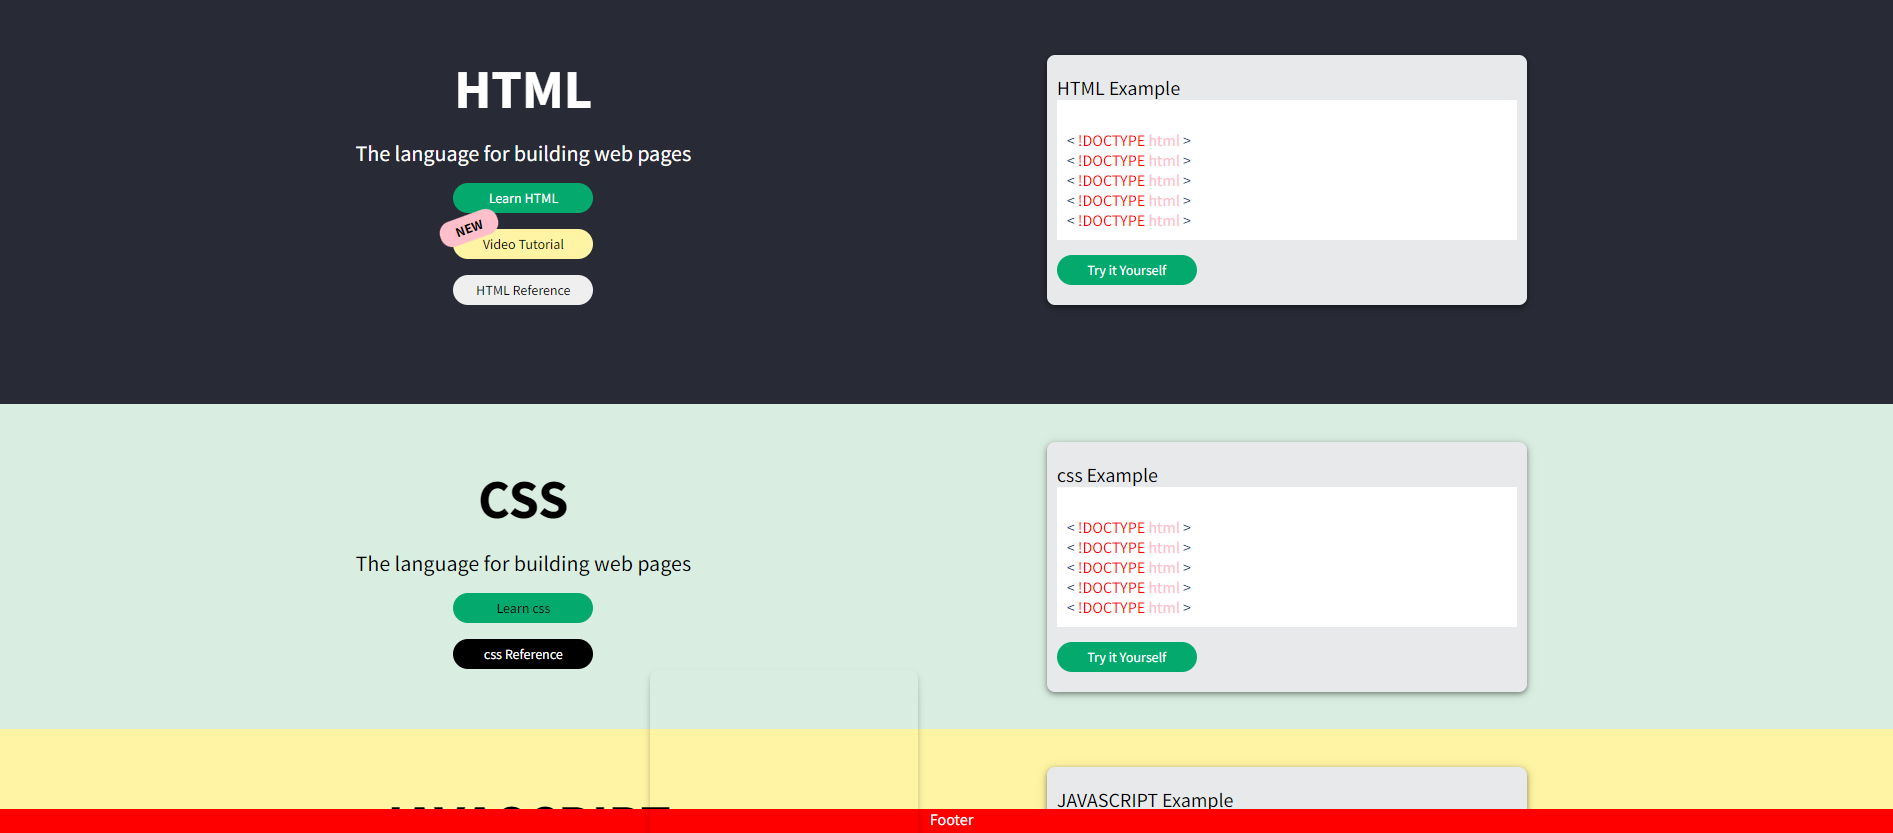 HTML
The language for building web pages
Learn HTML
NEW
Video Tutorial
HTML Reference
HTML Example
< !DOCTYPE html >
< !DOCTYPE html >
< !DOCTYPE html >
< !DOCTYPE html >
< !DOCTYPE html >
Try it Yourself
CSS
The language for building web pages
Learn css
css Reference
css Example
< !DOCTYPE html >
< !DOCTYPE html >
< !DOCTYPE html >
< !DOCTYPE html >
< !DOCTYPE html >
Try it Yourself
JAVASCRIPT
JAVASCRIPT Example
Footer